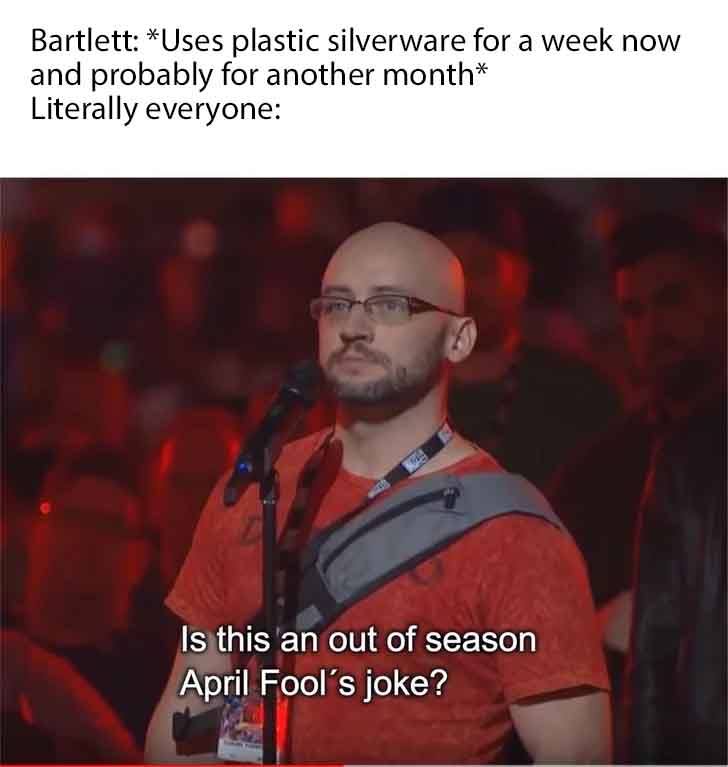 Bartlett: *Uses plastic silverware for a week now
and probably for another month*
Literally everyone:
Is this an out of season
April Fool´s joke?